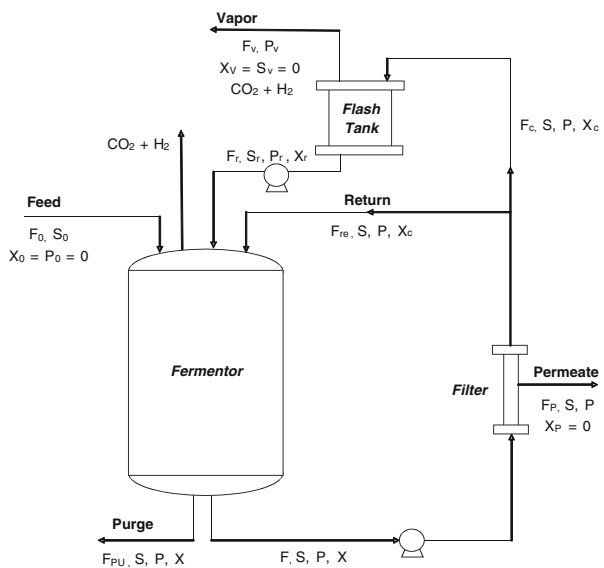 Vapor
Fv, Pv
XV = Sv = 0
CO2 + H2
Flash
Tank
Fc, S, P, Xc
CO2 + H2
Fr, Sr, Pr, Xr
Feed
F0, S0
X0 = P0 = 0
Return
Fre, S, P, Xc
Fermentor
Filter
Permeate
FP, S, P
XP = 0
Purge
FPU, S, P, X
F, S, P, X